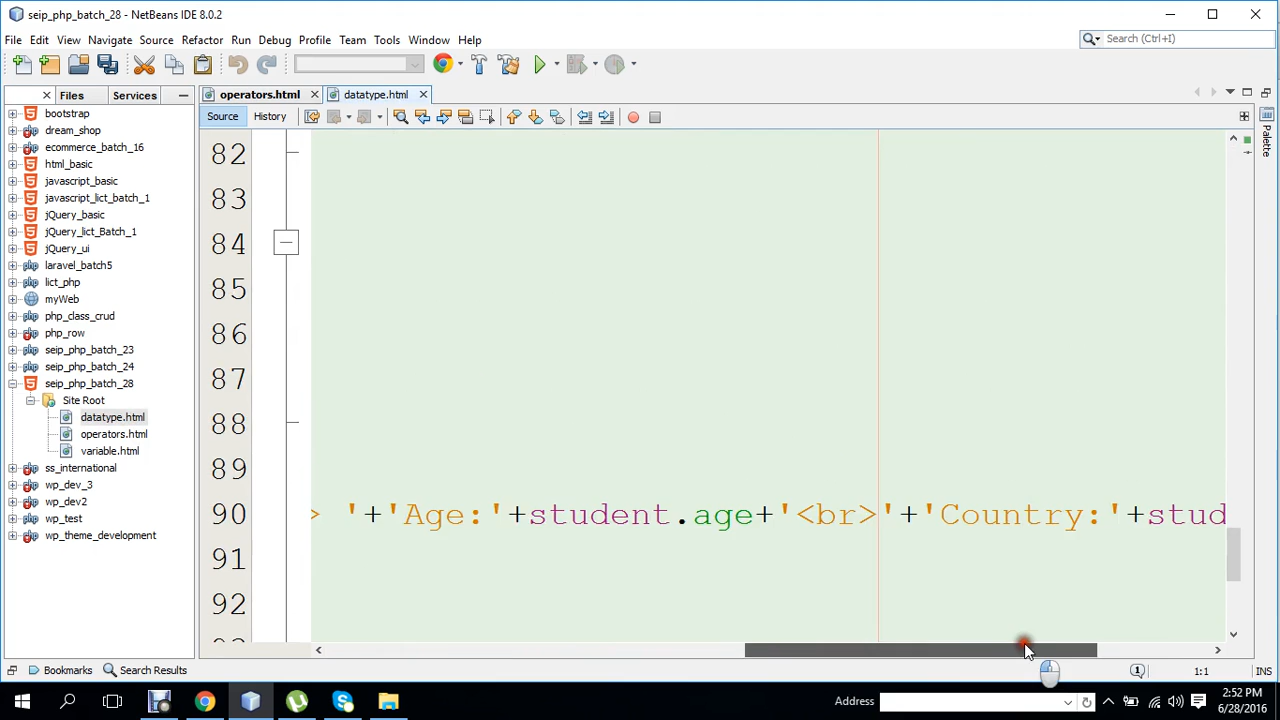 seip_php_batch_28 - NetBeans IDE 8.0.2
File Edit View Navigate Source Refactor Run Debug Profile Team Tools Window Help
Search (Ctrl+I)
Files Services
operators.html datatype.html
Source History
Palette
bootstrap
dream_shop
ecommerce_batch_16
html_basic
javascript_basic
javascript_lict_batch_1
jQuery_basic
jQuery_lict_Batch_1
jQuery_ui
laravel_batch5
lict_php
myWeb
php_class_crud
php_row
seip_php_batch_23
seip_php_batch_24
seip_php_batch_28
Site Root
datatype.html
operators.html
variable.html
ss_international
wp_dev_3
wp_dev2
wp_test
wp_theme_development
82
83
84
85
86
87
88
89
90 > '+'Age:'+student.age+'<br>'+'Country:'+stud
91
92
Bookmarks Search Results
1 1:1 INS
Address
2:52 PM
6/28/2016